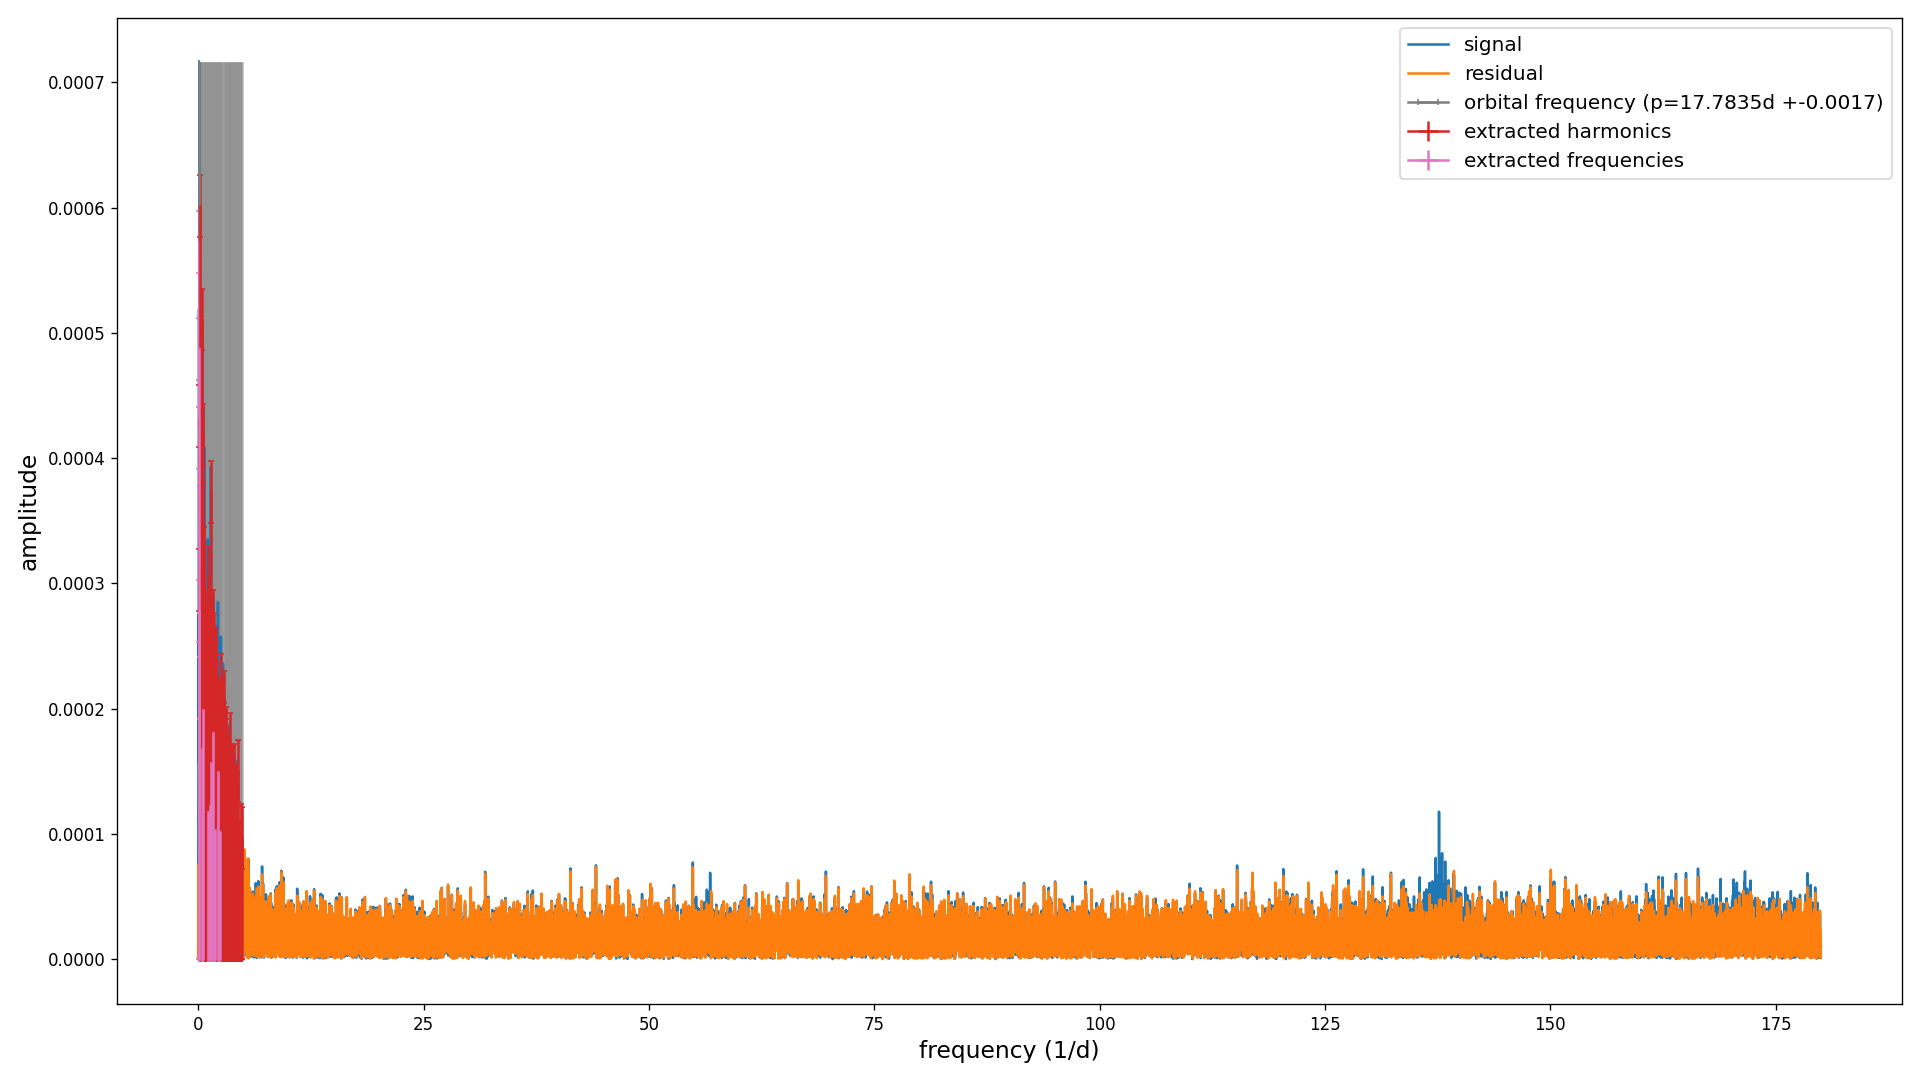 signal
residual
orbital frequency (p=17.7835d +-0.0017)
extracted harmonics
extracted frequencies
0.0007
0.0006
0.0005
0.0004
0.0003
0.0002
0.0001
0.0000
amplitude
0 25 50 75 100 125 150 175
frequency (1/d)